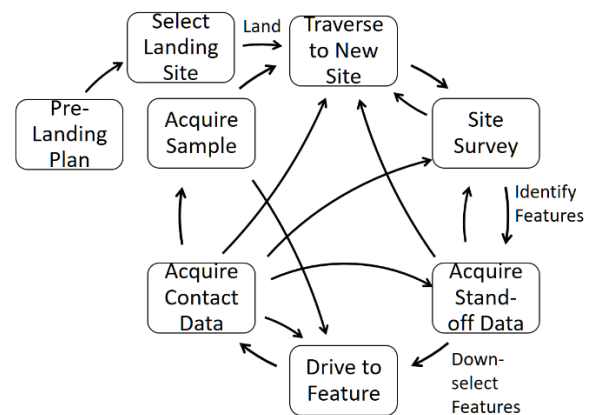 Select
Landing
Site
Land
Traverse
to New
Site
Pre-
Landing
Plan
Acquire
Sample
Site
Survey
Identify
Features
Acquire
Contact
Data
Acquire
Stand-
off Data
Drive to
Feature
Down-
select
Features